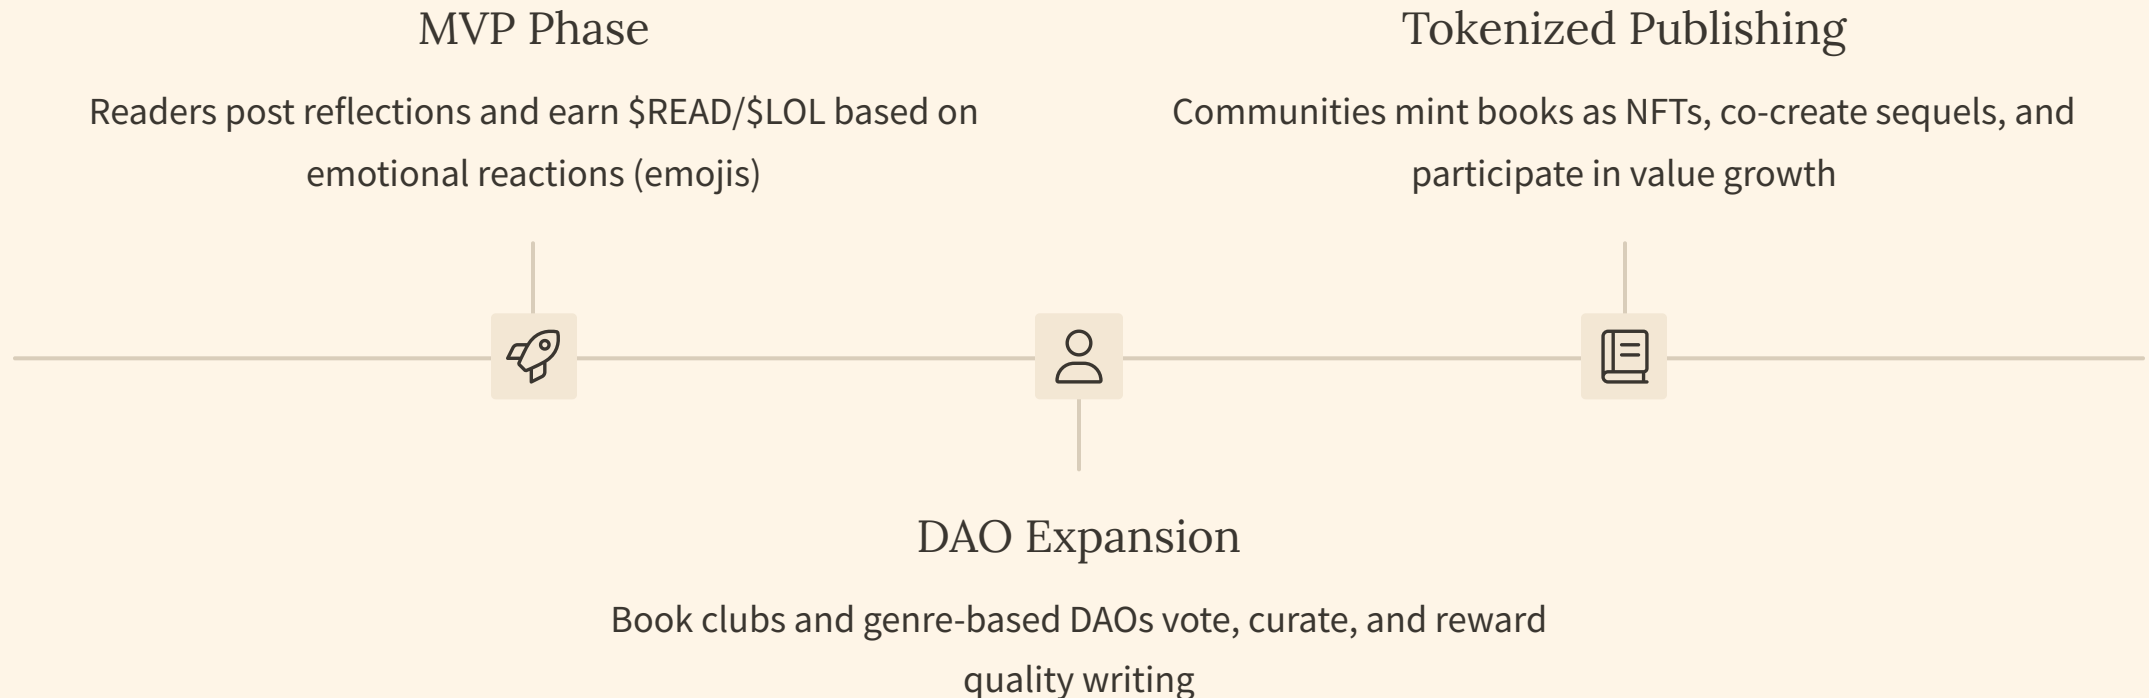 MVP Phase
Readers post reflections and earn $READ/$LOL based on
emotional reactions (emojis)
Tokenized Publishing
Communities mint books as NFTs, co-create sequels, and
participate in value growth
DAO Expansion
Book clubs and genre-based DAOs vote, curate, and reward
quality writing